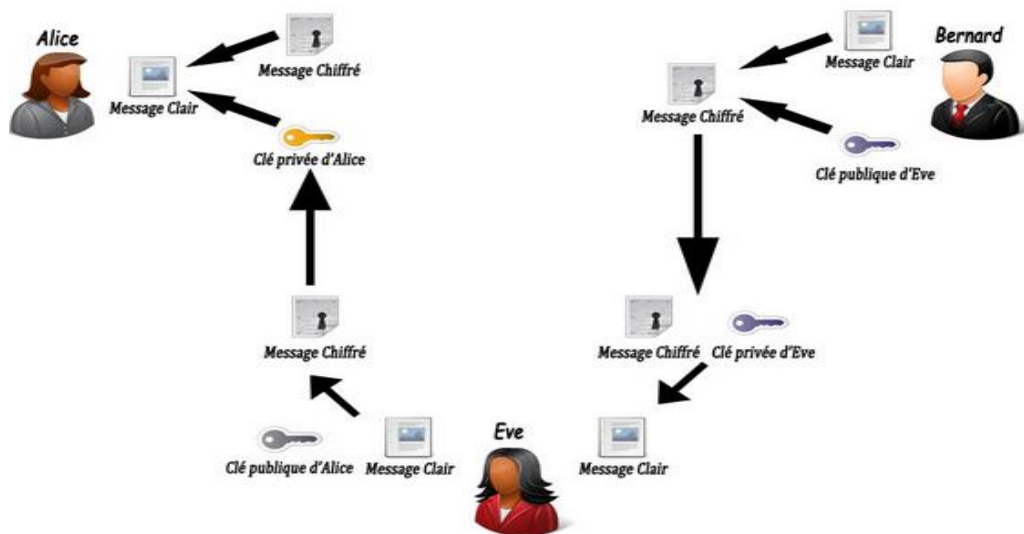 Alice
Message Chiffré
Message Clair
Clé privée d'Alice
Bernard
Message Clair
Message Chiffré
Clé publique d'Eve
Message Chiffré
Message Chiffré
Clé privée d'Eve
Clé publique d'Alice
Message Clair
Eve
Message Clair